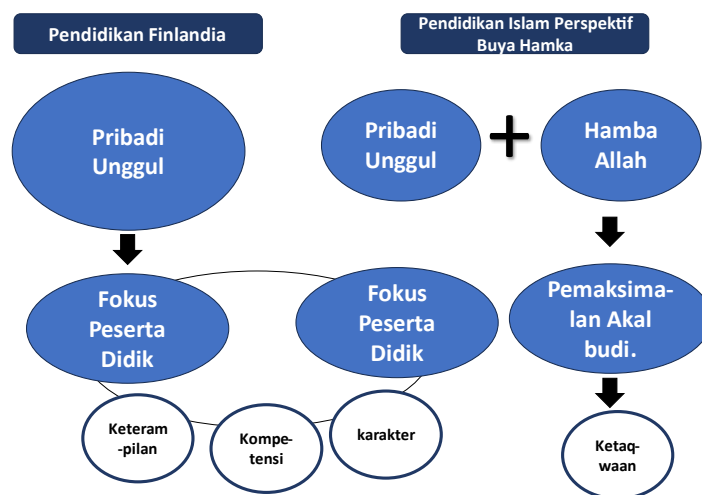 Pendidikan Finlandia
Pendidikan Islam Perspektif
Buya Hamka
Pribadi
Unggul
Pribadi
Unggul
+
Hamba
Allah
Fokus
Peserta
Didik
Fokus
Peserta
Didik
Pemaksima-
lan Akal
budi.
Keteram
-pilan
Kompe-
tensi
karakter
Ketaq-
waan